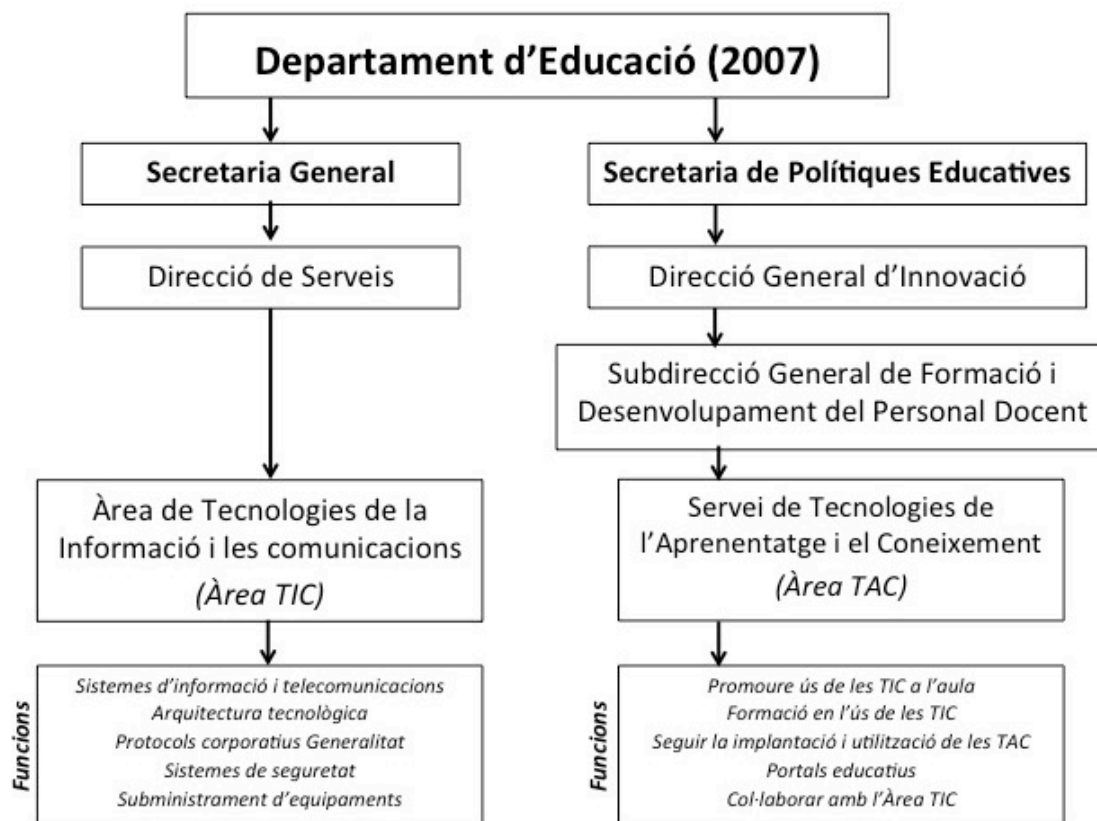 Departament d’Educació (2007)
Secretaria General
Direcció de Serveis
Àrea de Tecnologies de la
Informació i les comunicacions
(Àrea TIC)
Funcions
Sistemes d’informació i telecomunicacions
Arquitectura tecnològica
Protocols corporatius Generalitat
Sistemes de seguretat
Subministrament d’equipaments
Secretaria de Polítiques Educatives
Direcció General d’Innovació
Subdirecció General de Formació i
Desenvolupament del Personal Docent
Servei de Tecnologies de
l’Aprenentatge i el Coneixement
(Àrea TAC)
Funcions
Promoure ús de les TIC a l’aula
Formació en l’ús de les TIC
Seguir la implantació i utilització de les TAC
Portals educatius
Col·laborar amb l’Àrea TIC